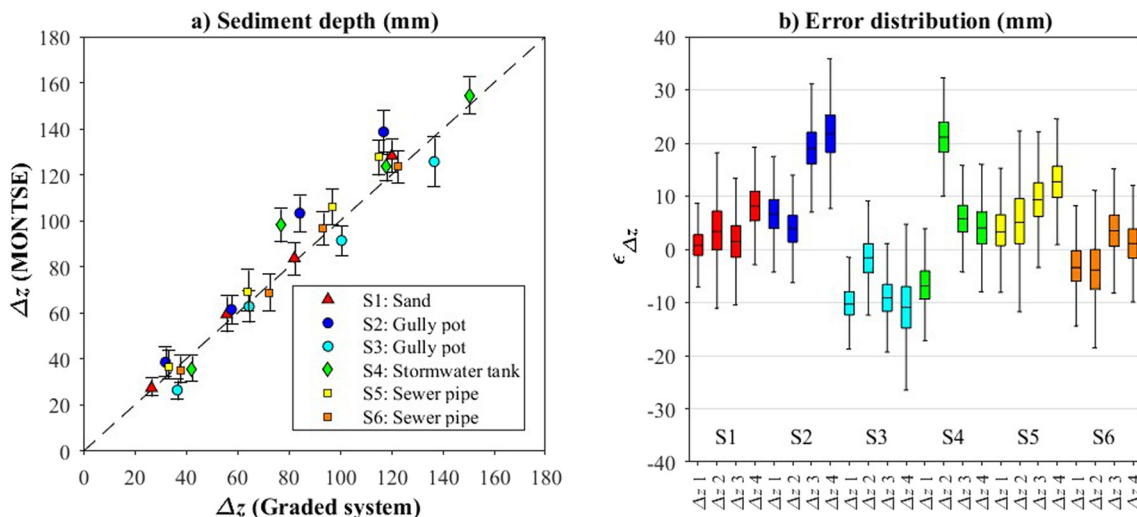 a) Sediment depth (mm)
180
160
140
120
100
80
60
40
20
0
Δz (MONTSE)
S1: Sand
S2: Gully pot
S3: Gully pot
S4: Stormwater tank
S5: Sewer pipe
S6: Sewer pipe
0 20 40 60 80 100 120 140 160 180
Δz (Graded system)
b) Error distribution (mm)
40
30
20
10
0
-10
-20
-30
-40
ϵΔz
S1 S2 S3 S4 S5 S6
Δz 1 Δz 2 Δz 3 Δz 4 Δz 1 Δz 2 Δz 3 Δz 4 Δz 1 Δz 2 Δz 3 Δz 4 Δz 1 Δz 2 Δz 3 Δz 4 Δz 1 Δz 2 Δz 3 Δz 4 Δz 1 Δz 2 Δz 3 Δz 4